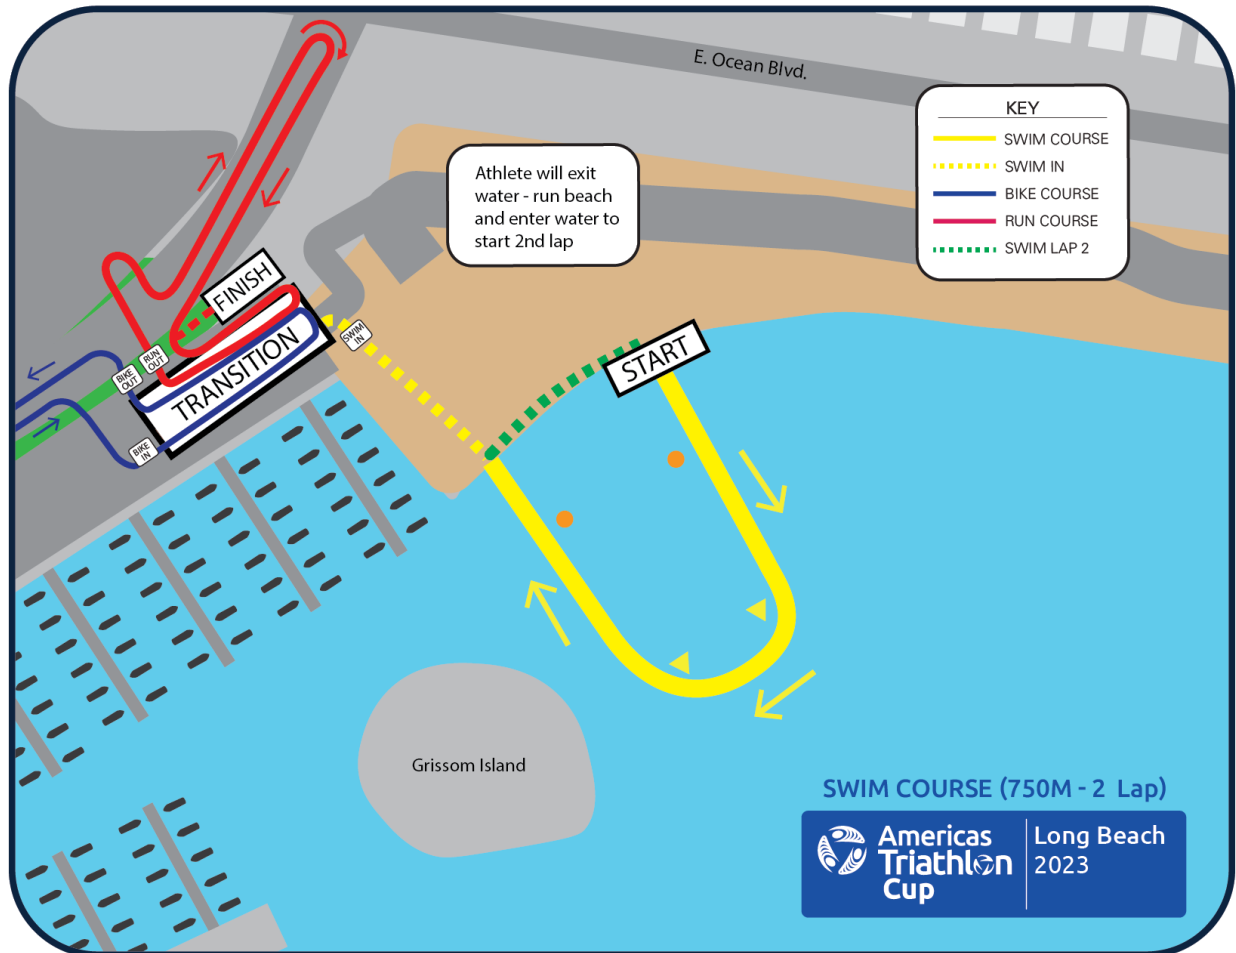 E. Ocean Blvd.
KEY
SWIM COURSE
SWIM IN
BIKE COURSE
RUN COURSE
SWIM LAP 2
Athlete will exit
water - run beach
and enter water to
start 2nd lap
FINISH
TRANSITION
SWIM
IN
RUN
OUT
BIKE
OUT
BIKE
IN
START
Grissom Island
SWIM COURSE (750M - 2 Lap)
Americas
Triathlon
Cup
Long Beach
2023